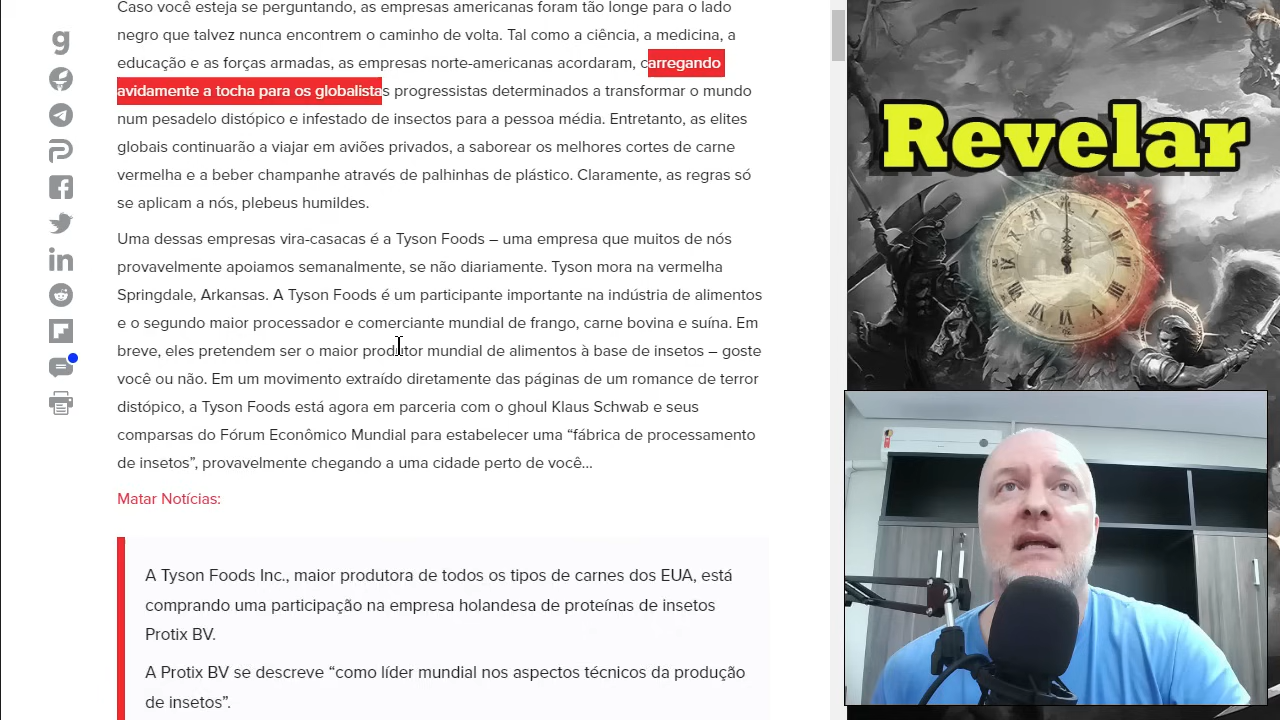 Caso você esteja se perguntando, as empresas americanas foram tão longe para o lado
negro que talvez nunca encontrem o caminho de volta. Tal como a ciência, a medicina, a
educação e as forças armadas, as empresas norte-americanas acordaram, carregando
avidamente a tocha para os globalistas progressistas determinados a transformar o mundo
num pesadelo distópico e infestado de insectos para a pessoa média. Entretanto, as elites
globais continuarão a viajar em aviões privados, a saborear os melhores cortes de carne
vermelha e a beber champanhe através de palhinhas de plástico. Claramente, as regras só
se aplicam a nós, plebeus humildes.
Uma dessas empresas vira-casacas é a Tyson Foods – uma empresa que muitos de nós
provavelmente apoiamos semanalmente, se não diariamente. Tyson mora na vermelha
Springdale, Arkansas. A Tyson Foods é um participante importante na indústria de alimentos
e o segundo maior processador e comerciante mundial de frango, carne bovina e suína. Em
breve, eles pretendem ser o maior produtor mundial de alimentos à base de insetos – goste
você ou não. Em um movimento extraído diretamente das páginas de um romance de terror
distópico, a Tyson Foods está agora em parceria com o ghoul Klaus Schwab e seus
comparsas do Fórum Econômico Mundial para estabelecer uma “fábrica de processamento
de insetos”, provavelmente chegando a uma cidade perto de você...
Matar Notícias:
A Tyson Foods Inc., maior produtora de todos os tipos de carnes dos EUA, está
comprando uma participação na empresa holandesa de proteínas de insetos
Protix BV.
A Protix BV se descreve “como líder mundial nos aspectos técnicos da produção
de insetos”.
Revelar